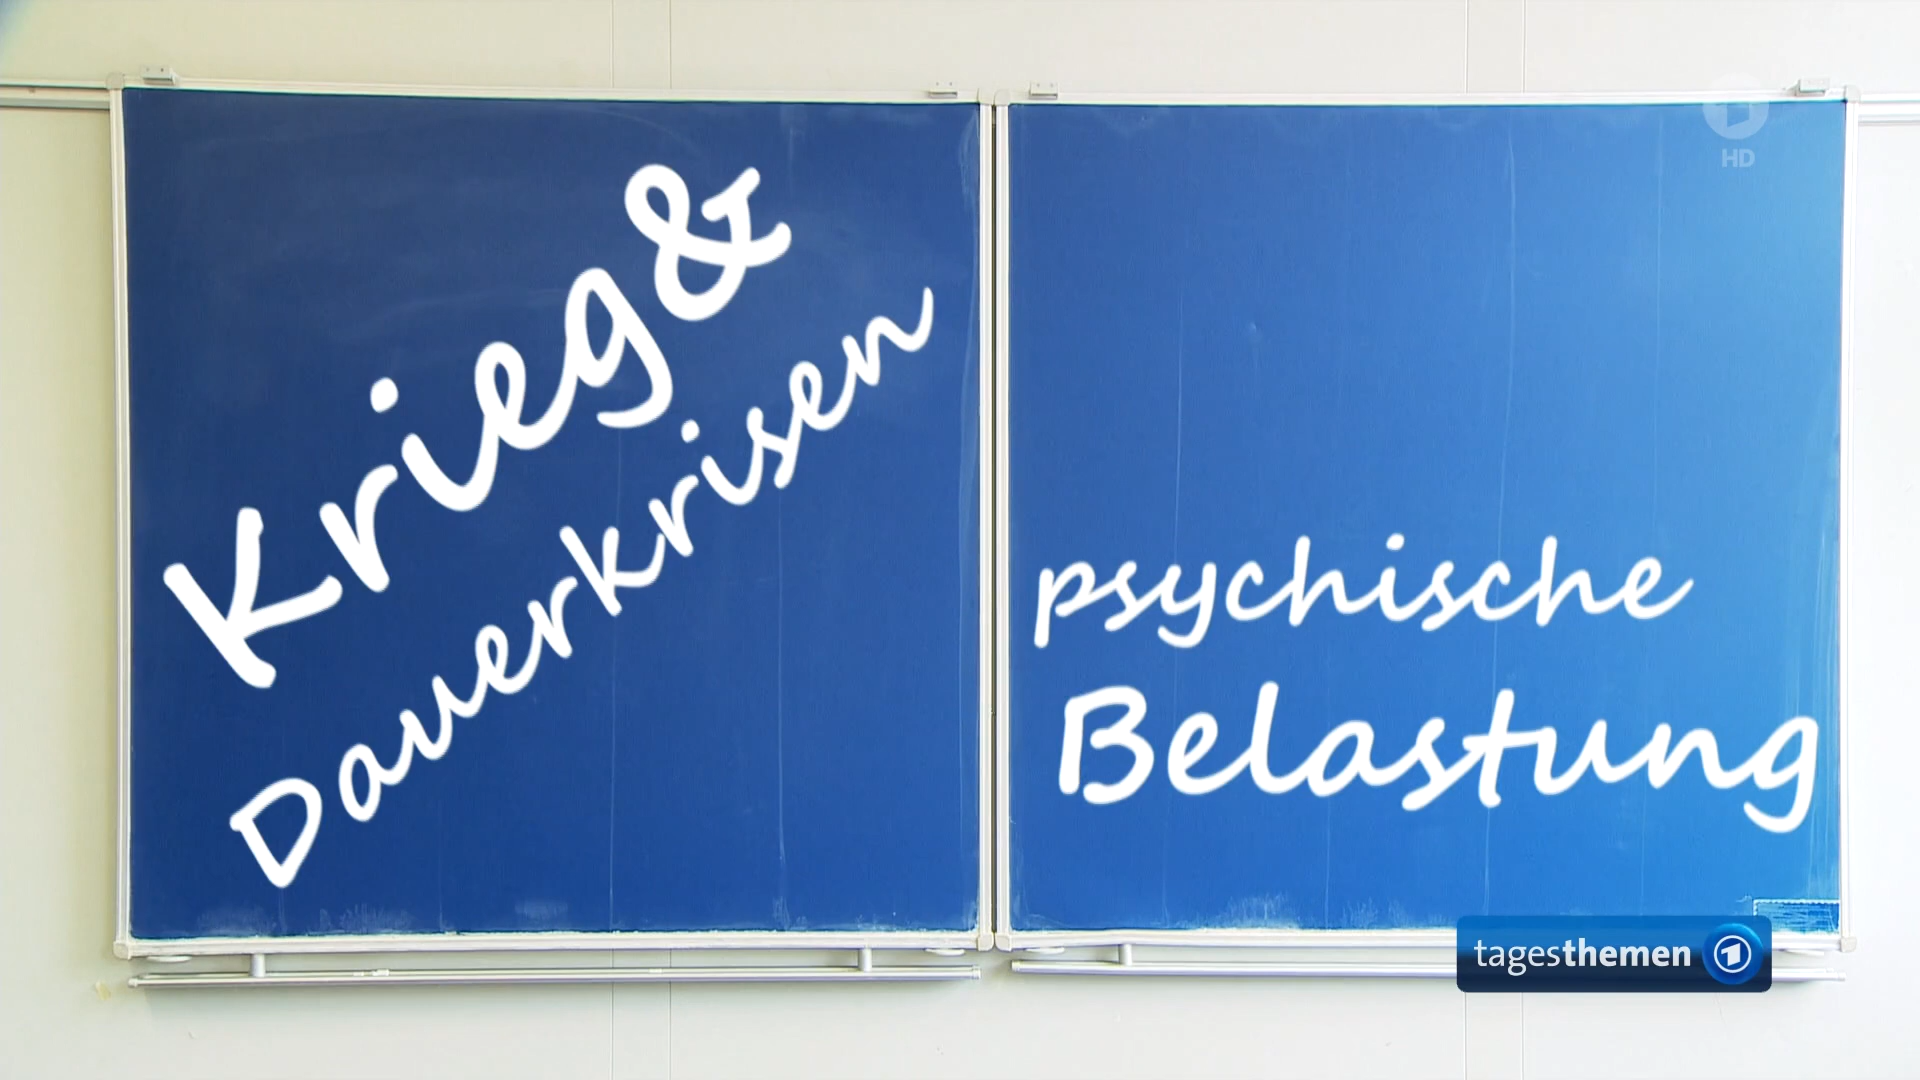 Krieg &
Dauerkrisen
psychische
Belastung
HD
tagesthemen